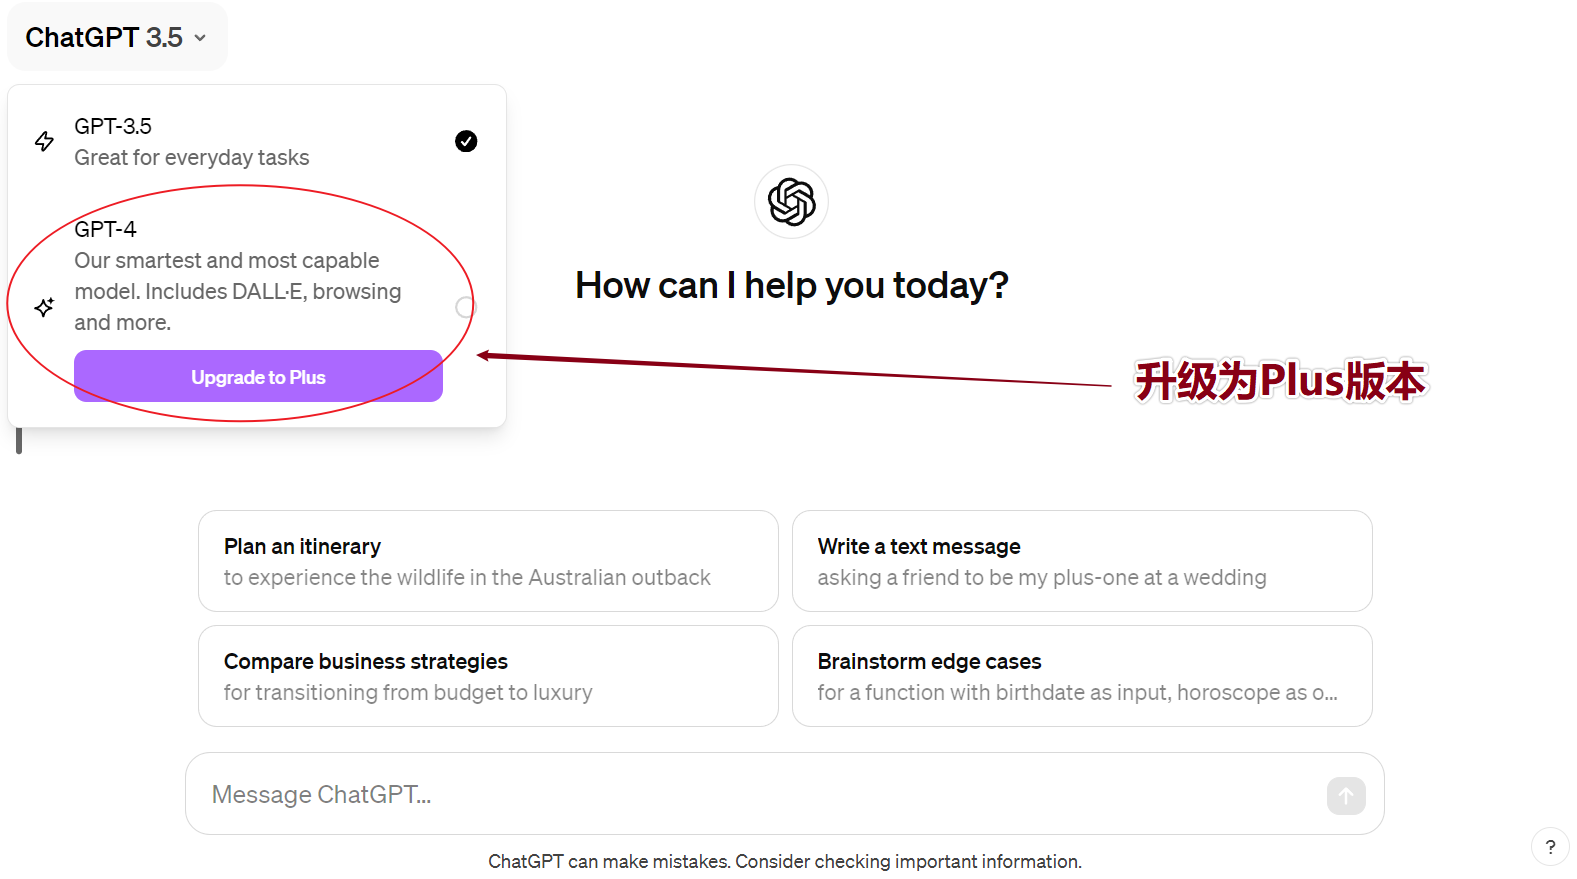 ChatGPT 3.5
GPT-3.5
Great for everyday tasks
GPT-4
Our smartest and most capable
model. Includes DALL·E, browsing
and more.
Upgrade to Plus
How can I help you today?
升级为Plus版本
Plan an itinerary
to experience the wildlife in the Australian outback
Write a text message
asking a friend to be my plus-one at a wedding
Compare business strategies
for transitioning from budget to luxury
Brainstorm edge cases
for a function with birthdate as input, horoscope as o...
Message ChatGPT...
ChatGPT can make mistakes. Consider checking important information.
?